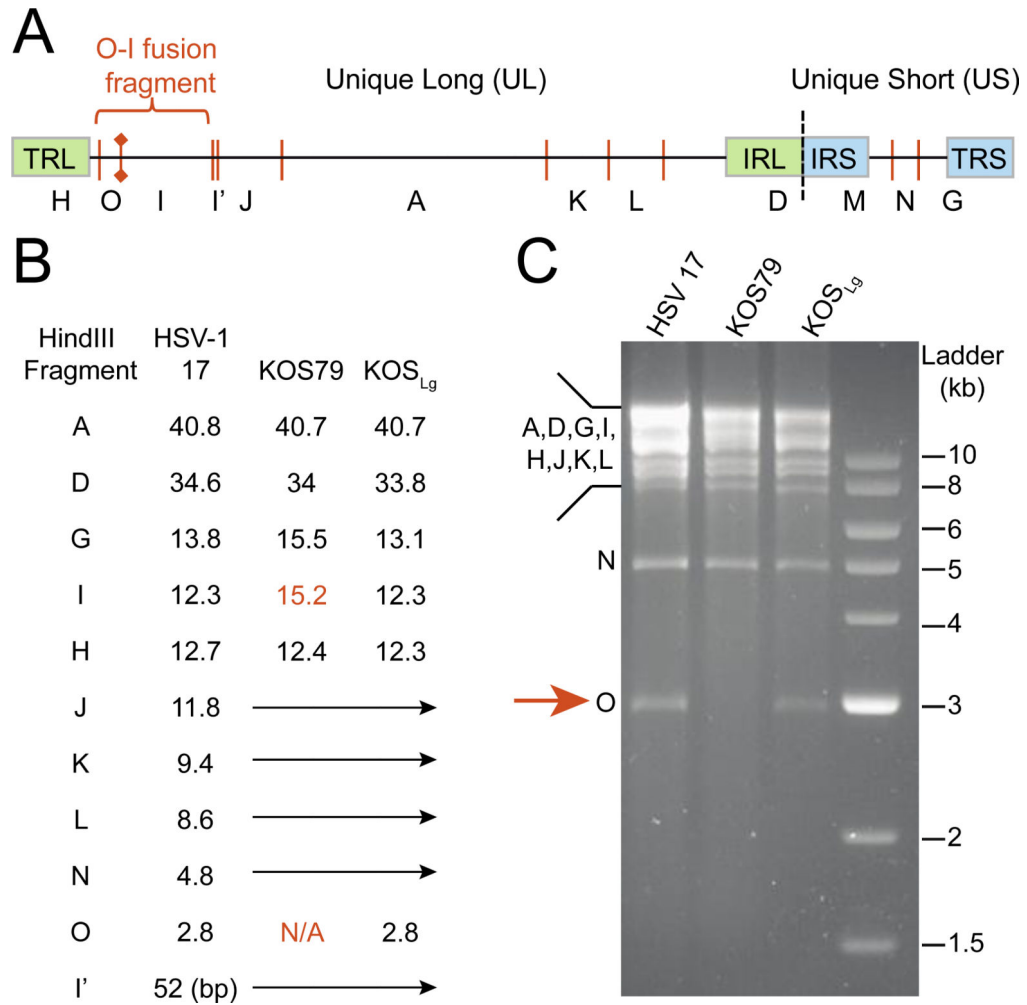 A
O-I fusion
fragment
Unique Long (UL)
Unique Short (US)
TRL
IRL
IRS
TRS
H O I I' J A K L D M N G
B
HindIII HSV-1
Fragment 17 KOS79 KOSLg
A 40.8 40.7 40.7
D 34.6 34 33.8
G 13.8 15.5 13.1
I 12.3 15.2 12.3
H 12.7 12.4 12.3
J 11.8
K 9.4
L 8.6
N 4.8
O 2.8 N/A 2.8
I' 52 (bp)
C
HSV 17
KOS79
KOSLg
Ladder
(kb)
A,D,G,I,
H,J,K,L
N
O
10
8
6
5
4
3
2
1.5